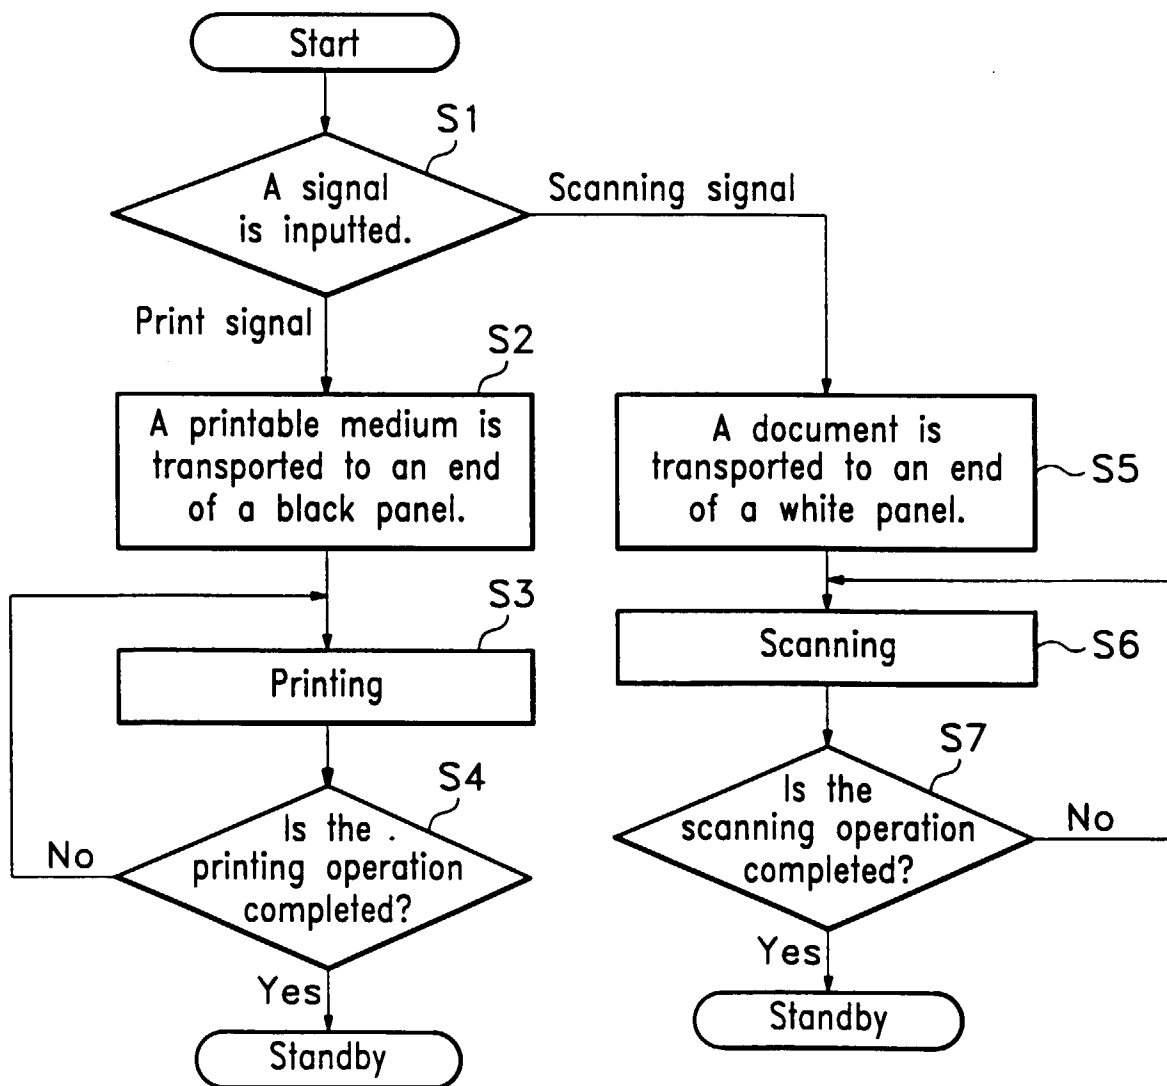 Start
S1
A signal
is inputted.
Scanning signal
Print signal
S2
A printable medium is
transported to an end
of a black panel.
A document is
transported to an end
of a white panel.
S5
S3
Printing
Scanning
S6
S4
Is the
printing operation
completed?
No
Yes
Standby
S7
Is the
scanning operation
completed?
No
Yes
Standby